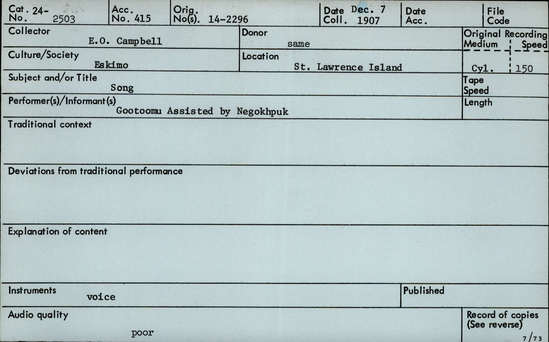 Cat. 24- Acc. Orig. Date Dec. 7 Date File
No. 2503 No. 415 No(s). 14-2296 Coll. 1907 Acc. Code
Collector Donor Original Recording
E.O. Campbell same Medium Speed
Culture/Society Location
Eskimo St. Lawrence Island Cyl. 150
Subject and/or Title Tape
Song Speed
Performer(s)/Informant(s) Length
Gootoomu Assisted by Negokhpuk
Traditional context
Deviations from traditional performance
Explanation of content
Instruments Published
voice
Audio quality Record of copies
(See reverse)
poor
7/73